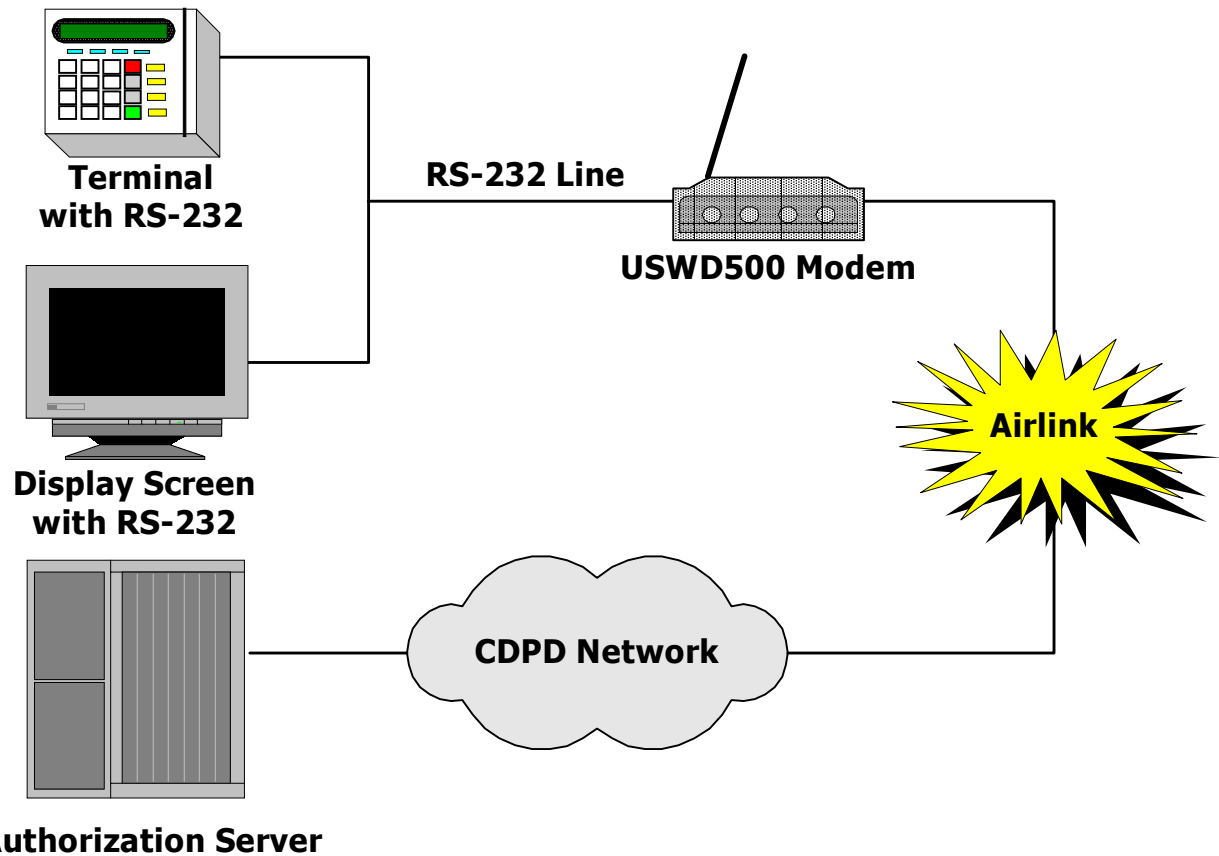 Terminal
with RS-232
RS-232 Line
USWD500 Modem
Airlink
Display Screen
with RS-232
CDPD Network
uthorization Server